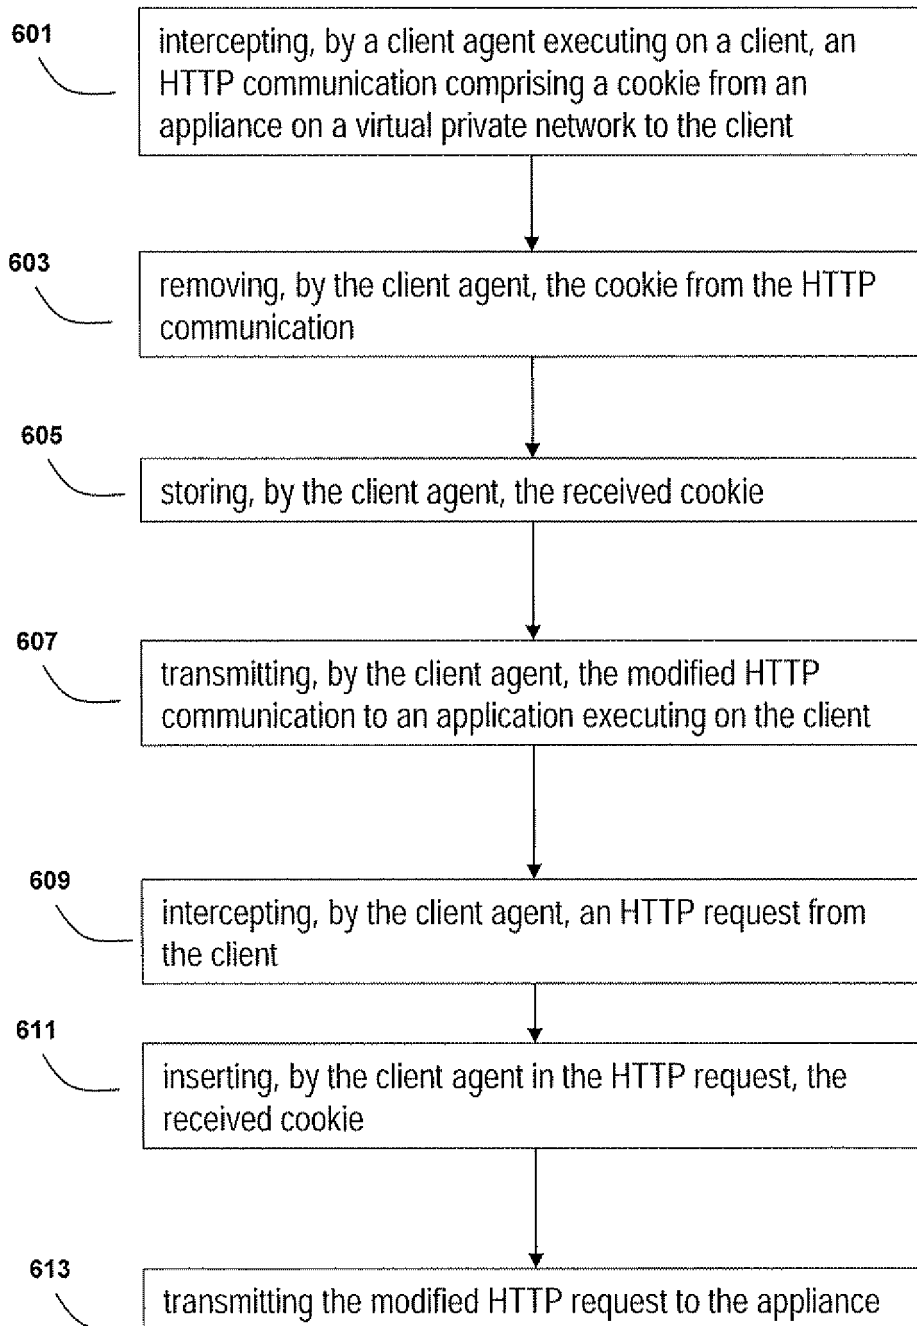 601
intercepting, by a client agent executing on a client, an
HTTP communication comprising a cookie from an
appliance on a virtual private network to the client
603
removing, by the client agent, the cookie from the HTTP
communication
605
storing, by the client agent, the received cookie
607
transmitting, by the client agent, the modified HTTP
communication to an application executing on the client
609
intercepting, by the client agent, an HTTP request from
the client
611
inserting, by the client agent in the HTTP request, the
received cookie
613
transmitting the modified HTTP request to the appliance